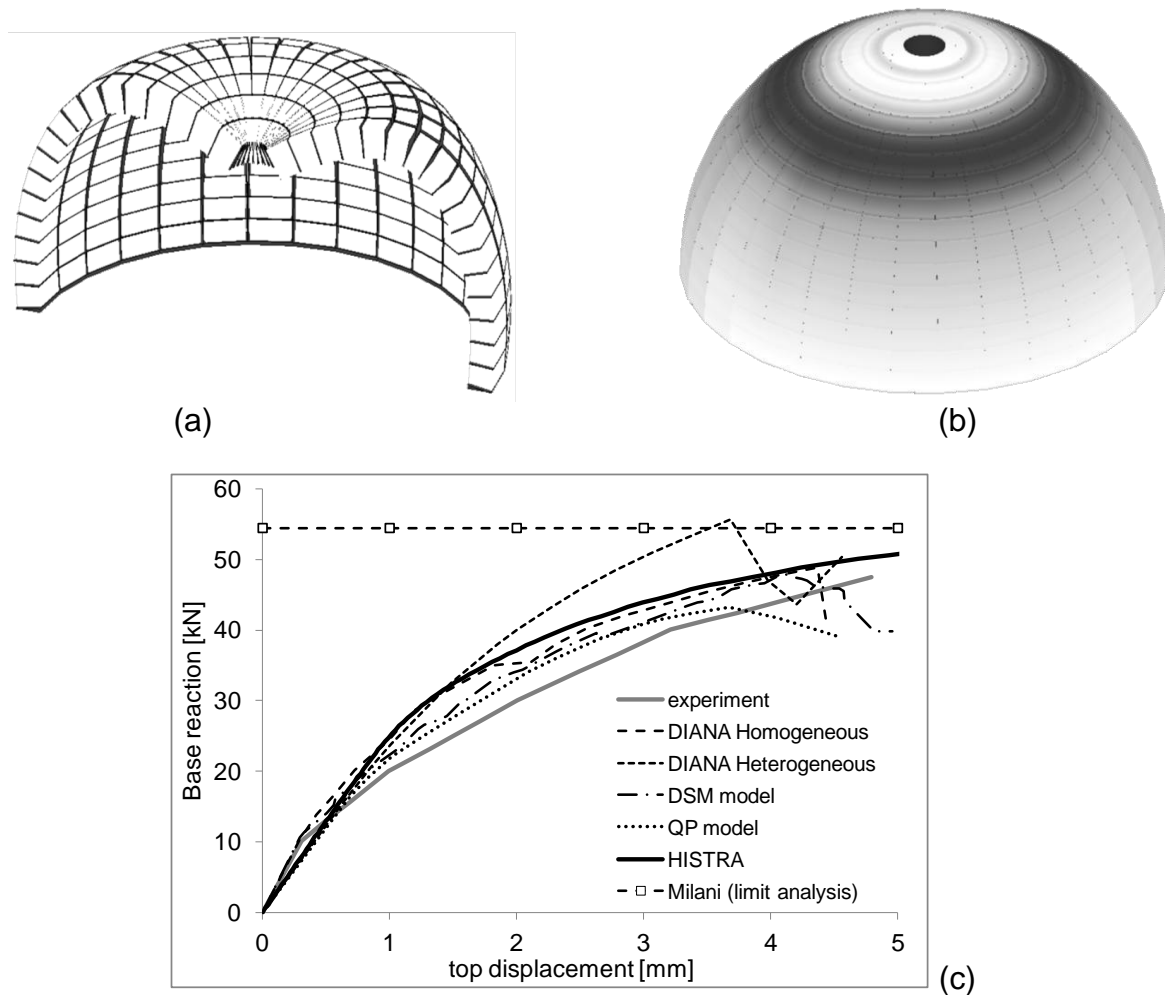 (a)
(b)
60
50
40
30
20
10
0
Base reaction [kN]
experiment
DIANA Homogeneous
DIANA Heterogeneous
DSM model
QP model
HISTRA
Milani (limit analysis)
0 1 2 3 4 5
top displacement [mm]
(c)